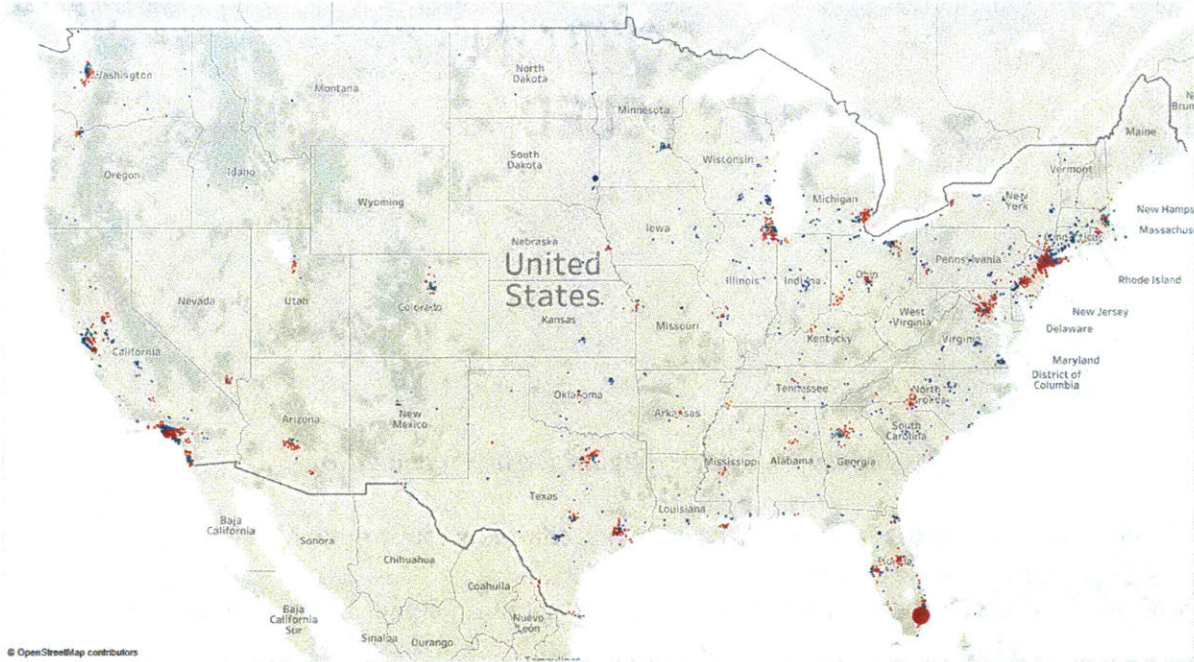 Washington
North
Dakota
Montana
Minnesota
Maine
Oregon
Idaho
South
Dakota
Wisconsin
Vermont
Wyoming
Michigan
New
York
New Hamps
Iowa
Massachus
Nebraska
United
States
Pennsylvania
Nevada
Utah
Colorado
Illinois
Indiana
Ohio
Rhode Island
Kansas
Missouri
West
Virginia
New Jersey
California
Kentucky
Virginia
Delaware
Maryland
District of
Columbia
Oklahoma
Tennessee
North
Arizona
New
Mexico
Arkansas
South
Carolina
Mississippi
Alabama
Georgia
Texas
Louisiana
Baja
California
Sonora
Chihuahua
Florida
Coahuila
Baja
California
Sur
Nuevo
León
Sinaloa
Durango
Tamaulipas
© OpenStreetMap contributors